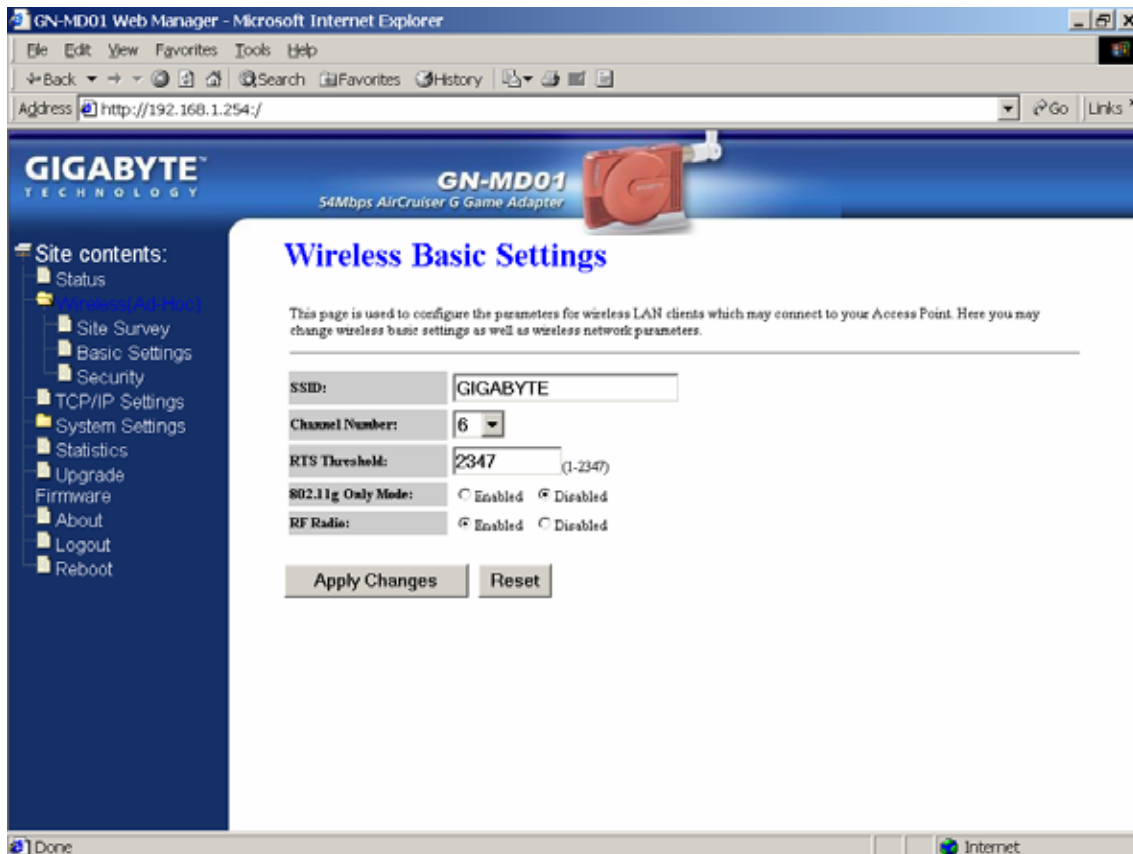 GN-MD01 Web Manager - Microsoft Internet Explorer
File Edit View Favorites Tools Help
Back Search Favorites History
Address http://192.168.1.254:/ Go Links
GIGABYTE™
TECHNOLOGY
GN-MD01
54Mbps AirCruiser G Game Adapter
GIGABYTE
Site contents:
Status
Wireless(Ad-Hoc)
Site Survey
Basic Settings
Security
TCP/IP Settings
System Settings
Statistics
Upgrade
Firmware
About
Logout
Reboot
Wireless Basic Settings
This page is used to configure the parameters for wireless LAN clients which may connect to your Access Point. Here you may
change wireless basic settings as well as wireless network parameters.
SSID: GIGABYTE
Channel Number: 6
RTS Threshold: 2347 (1-2347)
802.11g Only Mode: Enabled Disabled
RF Radio: Enabled Disabled
Apply Changes Reset
Done Internet